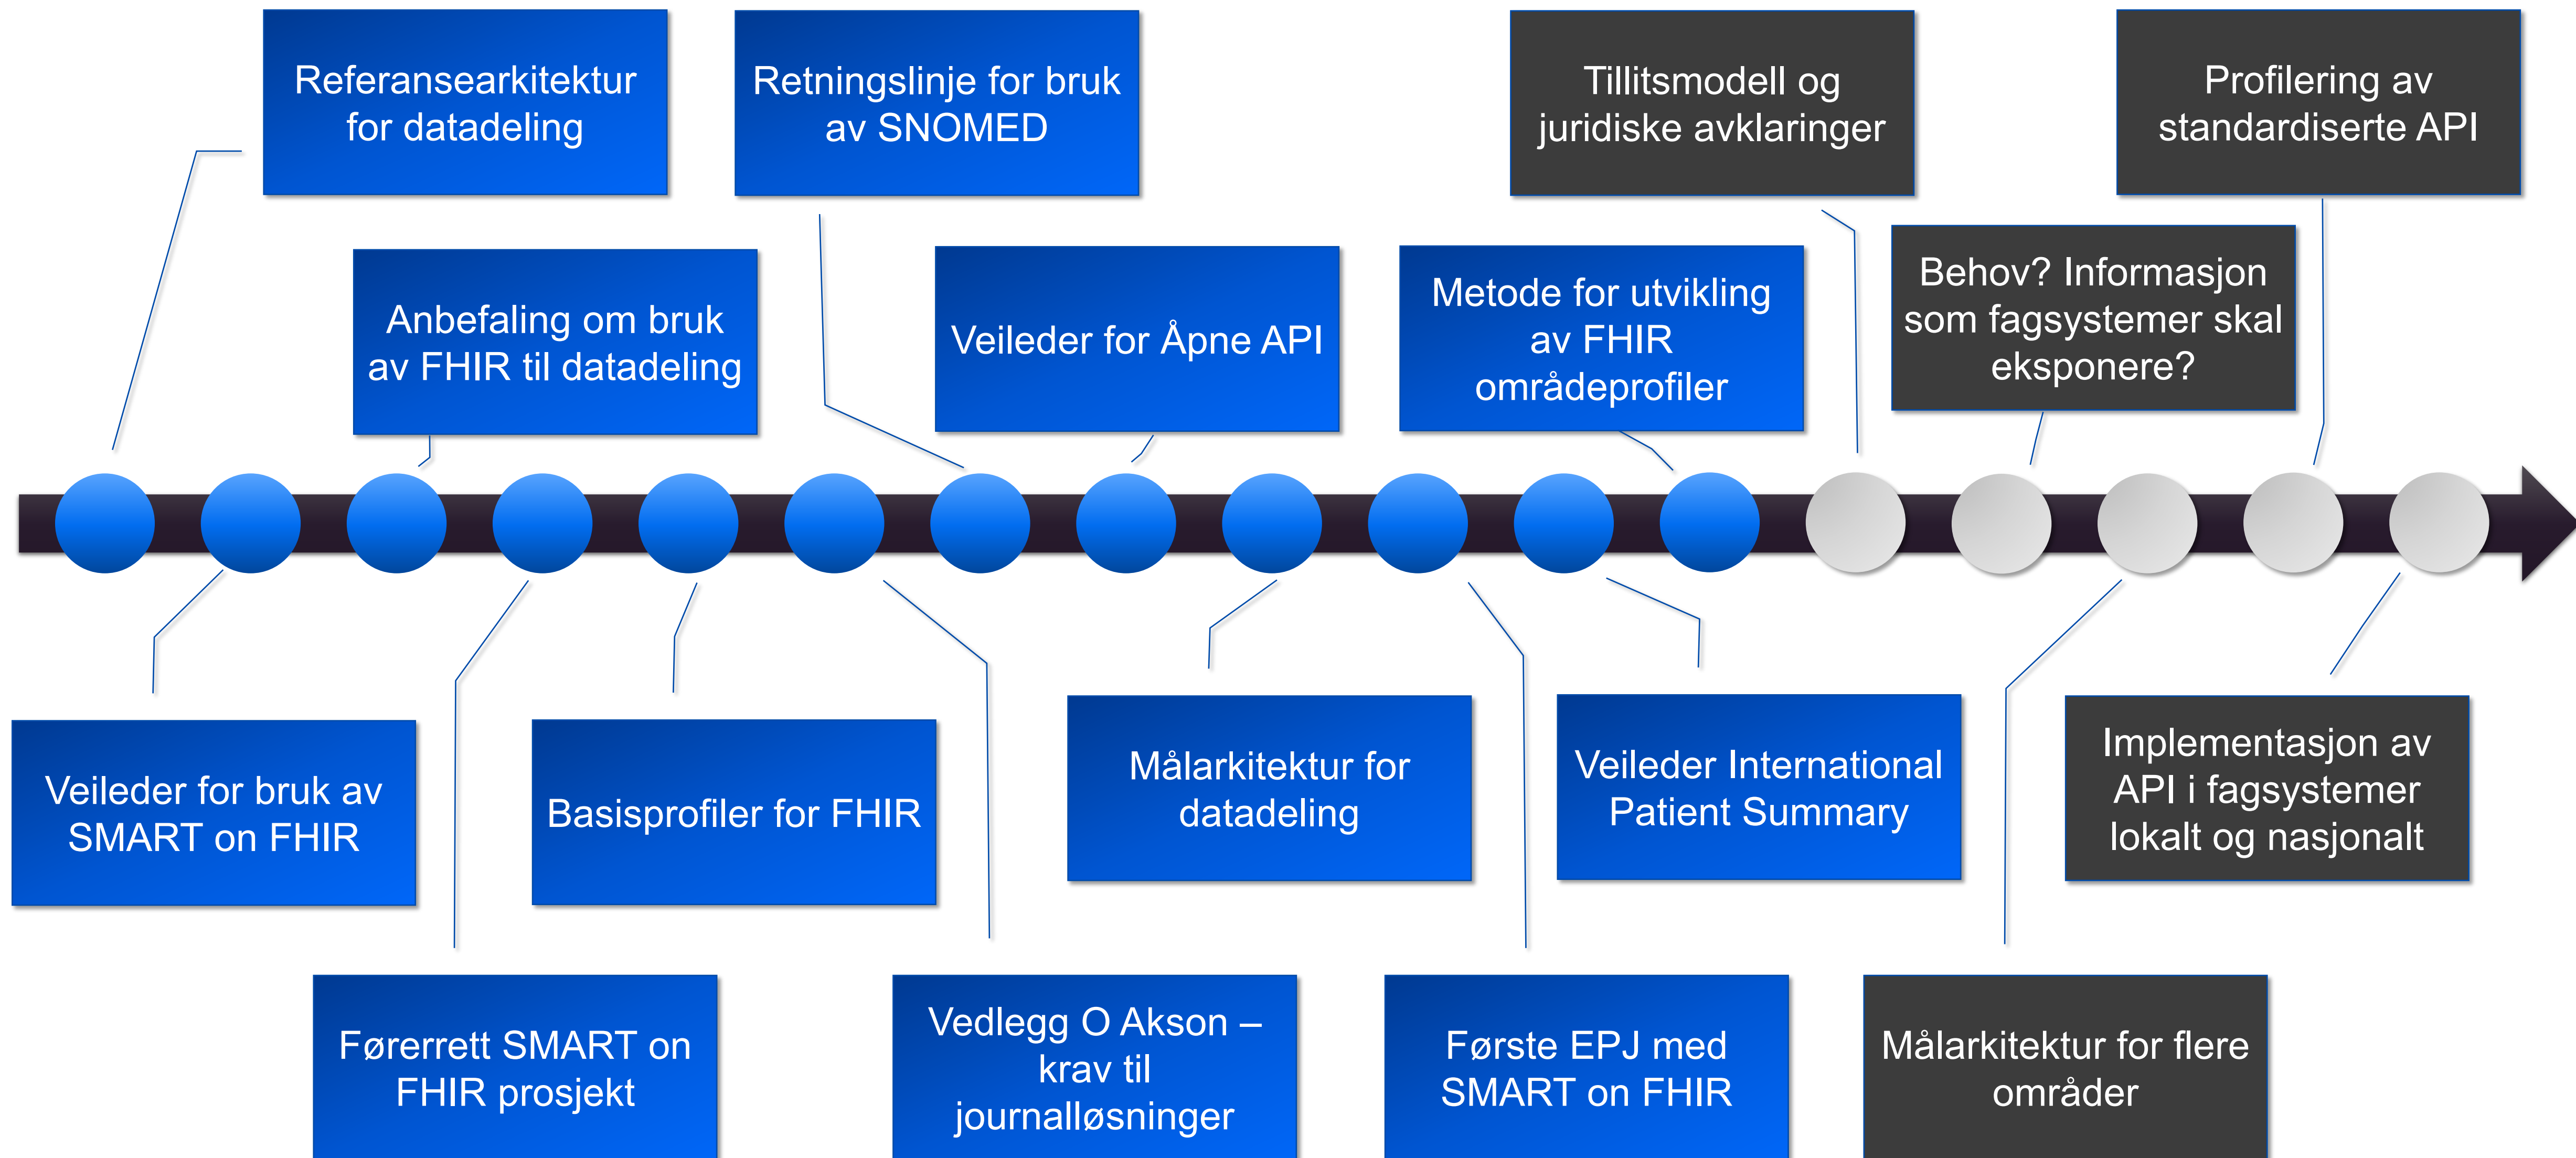 Referansearkitektur
for datadeling
Retningslinje for bruk
av SNOMED
Tillitsmodell og
juridiske avklaringer
Profilering av
standardiserte API
Anbefaling om bruk
av FHIR til datadeling
Veileder for Åpne API
Metode for utvikling
av FHIR
områdeprofiler
Behov? Informasjon
som fagsystemer skal
eksponere?
Veileder for bruk av
SMART on FHIR
Basisprofiler for FHIR
Målarkitektur for
datadeling
Veileder International
Patient Summary
Implementasjon av
API i fagsystemer
lokalt og nasjonalt
Førerrett SMART on
FHIR prosjekt
Vedlegg O Akson –
krav til
journalløsninger
Første EPJ med
SMART on FHIR
Målarkitektur for flere
områder